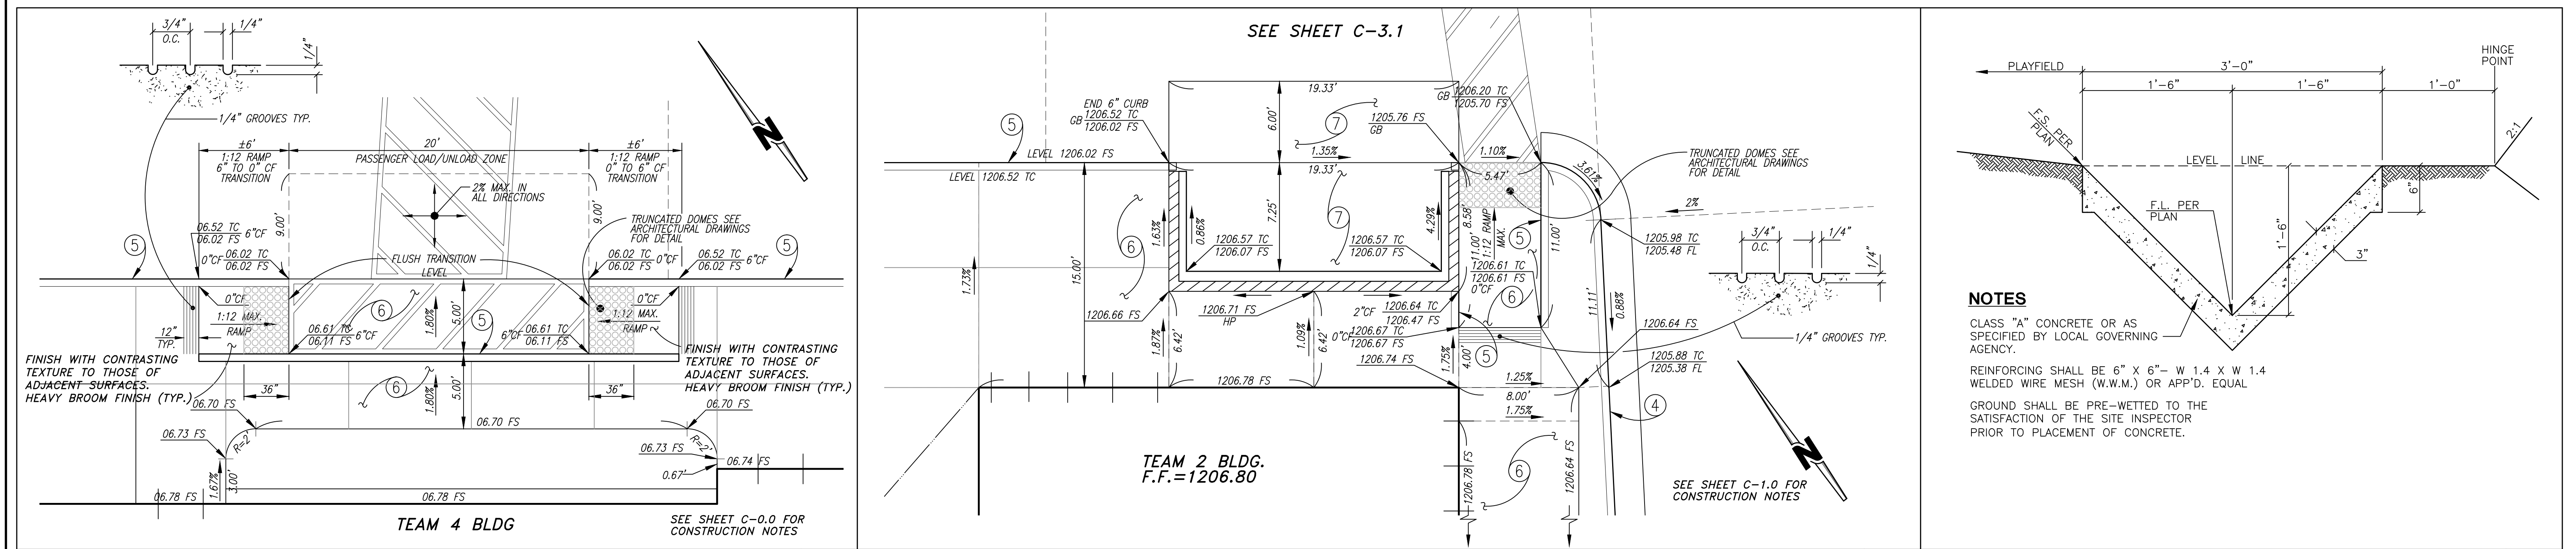 3/4"
O.C.
1/4"
1/4"
1/4" GROOVES TYP.
±6'
1:12 RAMP
6" TO 0" CF
TRANSITION
20'
PASSENGER LOAD/UNLOAD ZONE
±6'
1:12 RAMP
0" TO 6" CF
TRANSITION
N
2% MAX. IN
ALL DIRECTIONS
9.00'
9.00'
TRUNCATED DOMES SEE
ARCHITECTURAL DRAWINGS
FOR DETAIL
5
06.52 TC
06.02 FS
6"CF
0"CF
06.02 TC
06.02 FS
FLUSH TRANSITION
LEVEL
06.02 TC
06.02 FS
0"CF
06.52 TC
06.02 FS
6"CF
5
0"CF
1:12 MAX.
RAMP
6
1.80%
5.00'
5
0"CF
1:12 MAX.
RAMP
12"
TYP.
06.61 TC
06.11 FS
6"CF
6"CF
06.61 TC
06.11 FS
FINISH WITH CONTRASTING
TEXTURE TO THOSE OF
ADJACENT SURFACES.
HEAVY BROOM FINISH (TYP.)
FINISH WITH CONTRASTING
TEXTURE TO THOSE OF
ADJACENT SURFACES.
HEAVY BROOM FINISH (TYP.)
36"
6
1.80%
5.00'
36"
06.70 FS
06.70 FS
06.70 FS
06.73 FS
R=2'
R=2'
06.73 FS
06.74 FS
0.67'
1.67%
3.00'
06.78 FS
06.78 FS
TEAM 4 BLDG
SEE SHEET C-0.0 FOR
CONSTRUCTION NOTES
SEE SHEET C-3.1
END 6" CURB
GB
1206.52 TC
1206.02 FS
19.33'
6.00'
7
1205.76 FS
GB
GB
1206.20 TC
1205.70 FS
5
LEVEL 1206.02 FS
1.35%
1.10%
LEVEL 1206.52 TC
19.33'
5.47'
3.61%
TRUNCATED DOMES SEE
ARCHITECTURAL DRAWINGS
FOR DETAIL
2%
15.00'
6
1.63%
0.86%
7.25'
7
4.29%
8.58'
11.00'
1:12 RAMP
MAX.
5
11.00'
1206.57 TC
1206.07 FS
1206.57 TC
1206.07 FS
1205.98 TC
1205.48 FL
1.73%
1206.61 TC
1206.61 FS
0"CF
6
11.11'
0.88%
1206.66 FS
1206.71 FS
HP
2"CF
1206.64 TC
1206.47 FS
0"CF
1206.67 TC
1206.67 FS
1206.64 FS
3/4"
O.C.
1/4"
1/4"
1/4" GROOVES TYP.
1.87%
6.42'
1.09%
6.42'
1206.74 FS
1.75%
4.00'
5
1205.88 TC
1205.38 FL
1206.78 FS
1.25%
8.00'
1.75%
4
TEAM 2 BLDG.
F.F.=1206.80
1206.78 FS
6
1206.64 FS
N
SEE SHEET C-1.0 FOR
CONSTRUCTION NOTES
HINGE
POINT
PLAYFIELD
3'-0"
1'-6"
1'-6"
1'-0"
F.S. PER
PLAN
2:1
LEVEL LINE
F.L. PER
PLAN
1'-6"
6"
3"
NOTES
CLASS "A" CONCRETE OR AS
SPECIFIED BY LOCAL GOVERNING
AGENCY.
REINFORCING SHALL BE 6" X 6"- W 1.4 X W 1.4
WELDED WIRE MESH (W.W.M.) OR APP'D. EQUAL
GROUND SHALL BE PRE-WETTED TO THE
SATISFACTION OF THE SITE INSPECTOR
PRIOR TO PLACEMENT OF CONCRETE.